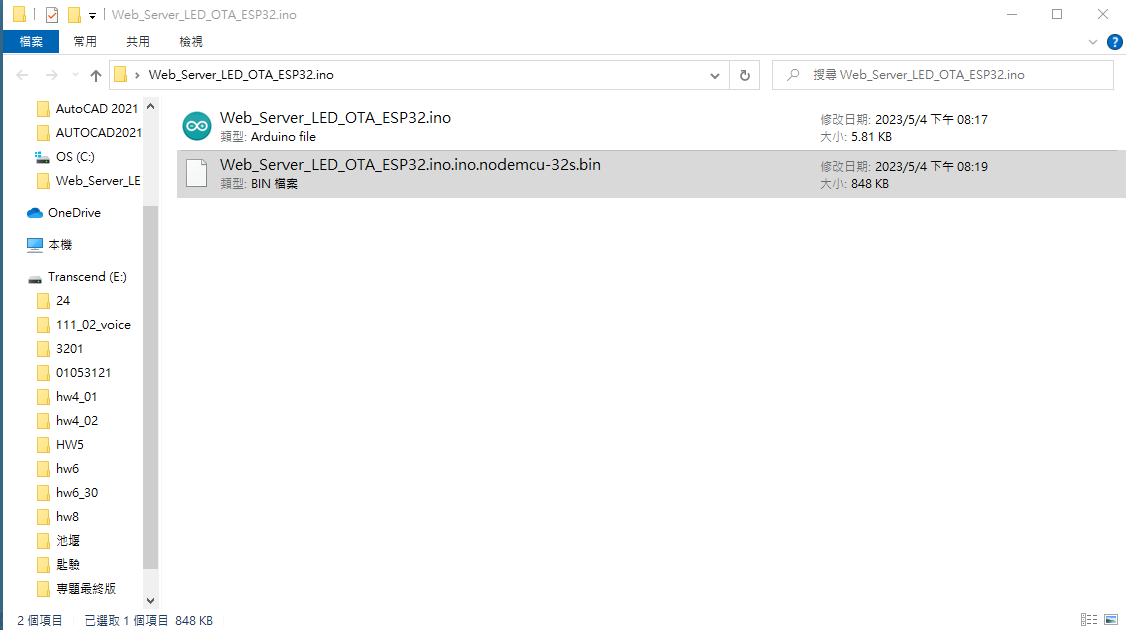 Web_Server_LED_OTA_ESP32.ino
檔案 常用 共用 檢視
Web_Server_LED_OTA_ESP32.ino
搜尋 Web_Server_LED_OTA_ESP32.ino
AutoCAD 2021
AUTOCAD2021
OS (C:)
Web_Server_LE
OneDrive
本機
Transcend (E:)
24
111_02_voice
3201
01053121
hw4_01
hw4_02
HW5
hw6
hw6_30
hw8
池堰
匙驗
專題最終版
Web_Server_LED_OTA_ESP32.ino
類型: Arduino file
修改日期: 2023/5/4 下午 08:17
大小: 5.81 KB
Web_Server_LED_OTA_ESP32.ino.ino.nodemcu-32s.bin
類型: BIN 檔案
修改日期: 2023/5/4 下午 08:19
大小: 848 KB
2 個項目 已選取 1 個項目 848 KB